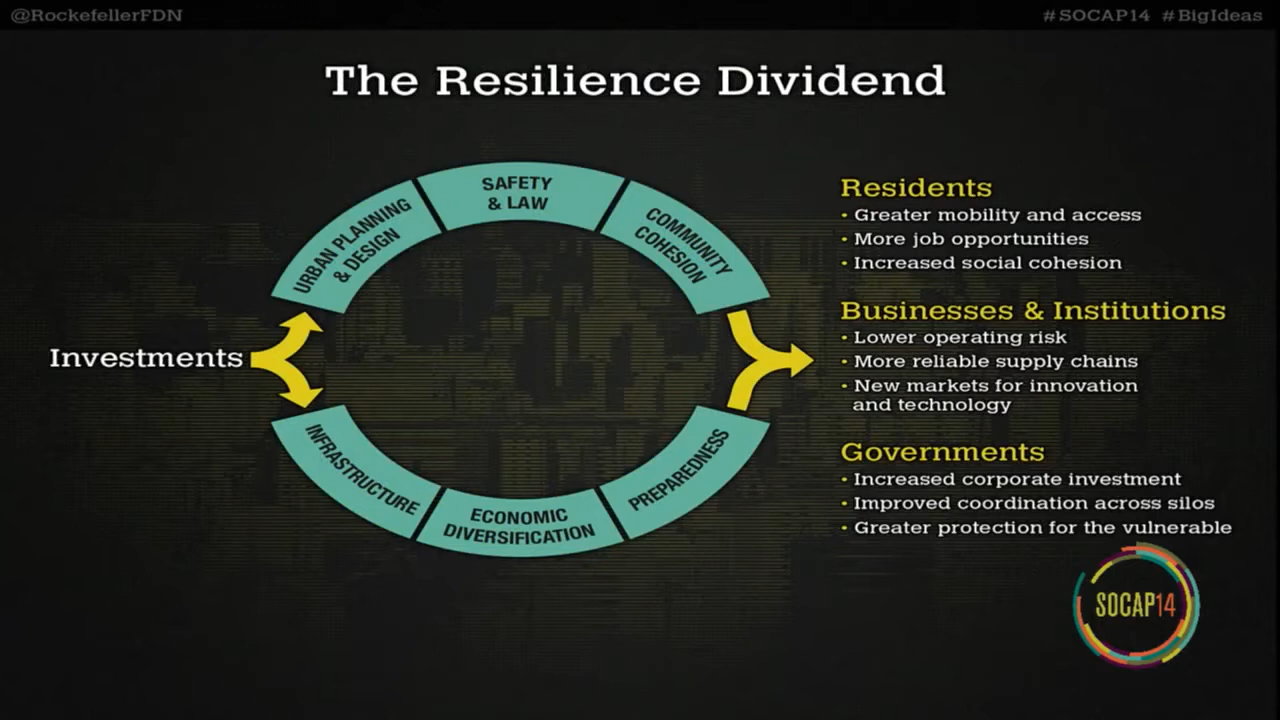 @RockefellerFDN
#SOCAP14 #BigIdeas
The Resilience Dividend
Investments
URBAN PLANNING
& DESIGN
SAFETY
& LAW
COMMUNITY
COHESION
INFRASTRUCTURE
ECONOMIC
DIVERSIFICATION
PREPAREDNESS
Residents
• Greater mobility and access
• More job opportunities
• Increased social cohesion
Businesses & Institutions
• Lower operating risk
• More reliable supply chains
• New markets for innovation
and technology
Governments
• Increased corporate investment
• Improved coordination across silos
• Greater protection for the vulnerable
SOCAP14